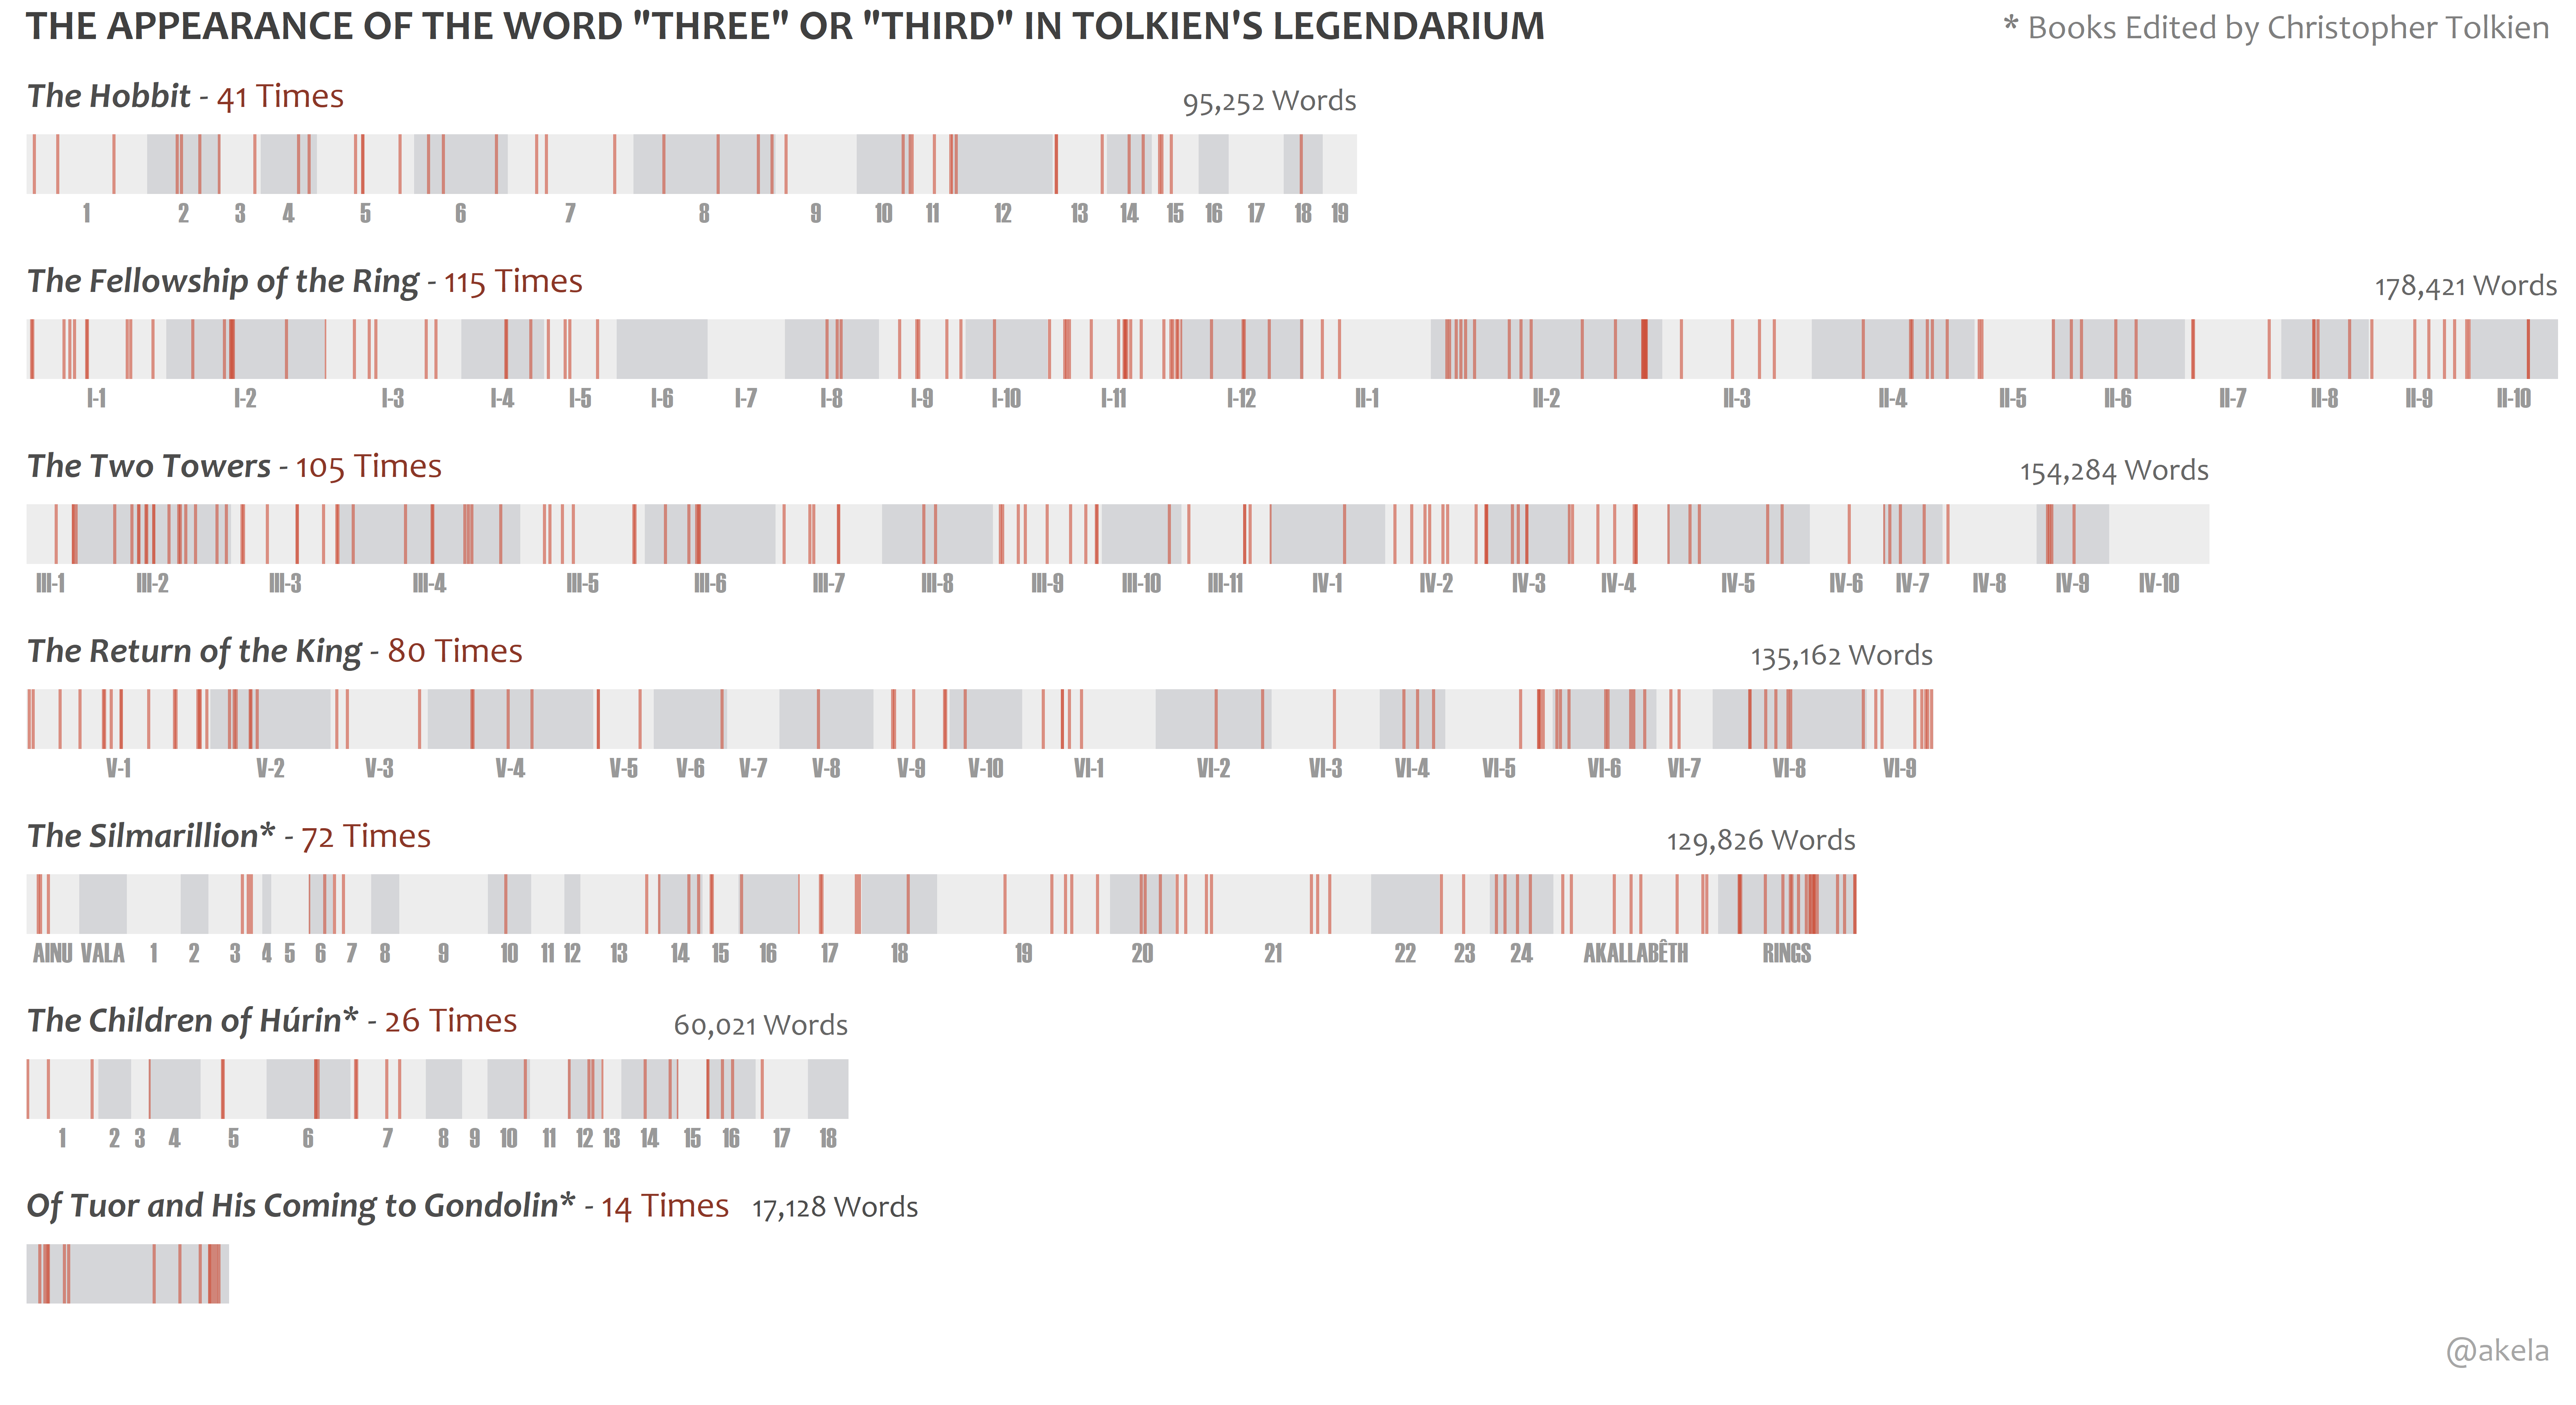 THE APPEARANCE OF THE WORD "THREE" OR "THIRD" IN TOLKIEN'S LEGENDARIUM
* Books Edited by Christopher Tolkien
The Hobbit - 41 Times
95,252 Words
1 2 3 4 5 6 7 8 9 10 11 12 13 14 15 16 17 18 19
The Fellowship of the Ring - 115 Times
178,421 Words
I-1 I-2 I-3 I-4 I-5 I-6 I-7 I-8 I-9 I-10 I-11 I-12 II-1 II-2 II-3 II-4 II-5 II-6 II-7 II-8 II-9 II-10
The Two Towers - 105 Times
154,284 Words
III-1 III-2 III-3 III-4 III-5 III-6 III-7 III-8 III-9 III-10 III-11 IV-1 IV-2 IV-3 IV-4 IV-5 IV-6 IV-7 IV-8 IV-9 IV-10
The Return of the King - 80 Times
135,162 Words
V-1 V-2 V-3 V-4 V-5 V-6 V-7 V-8 V-9 V-10 VI-1 VI-2 VI-3 VI-4 VI-5 VI-6 VI-7 VI-8 VI-9
The Silmarillion* - 72 Times
129,826 Words
AINU VALA 1 2 3 4 5 6 7 8 9 10 11 12 13 14 15 16 17 18 19 20 21 22 23 24 AKALLABÊTH RINGS
The Children of Húrin* - 26 Times
60,021 Words
1 2 3 4 5 6 7 8 9 10 11 12 13 14 15 16 17 18
Of Tuor and His Coming to Gondolin* - 14 Times
17,128 Words
@akela